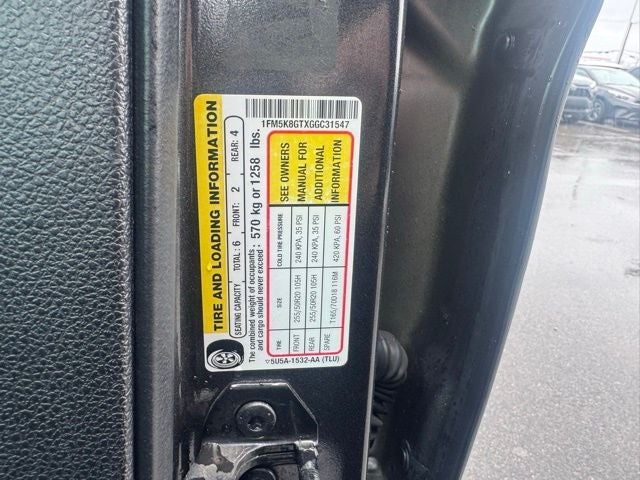 TIRE AND LOADING INFORMATION
SEATING CAPACITY TOTAL: 6 FRONT: 2 REAR: 4
The combined weight of occupants and cargo should never exceed: 570 kg or 1258 lbs.
TIRE SIZE COLD TIRE PRESSURE
FRONT 255/50R20 105H 240 KPA, 35 PSI
REAR 255/50R20 105H 240 KPA, 35 PSI
SPARE T165/70D18 116M 420 KPA, 60 PSI
SEE OWNERS
MANUAL FOR
ADDITIONAL
INFORMATION
5U5A-1532-AA (TLU)
1FM5K8GTXGGC31547